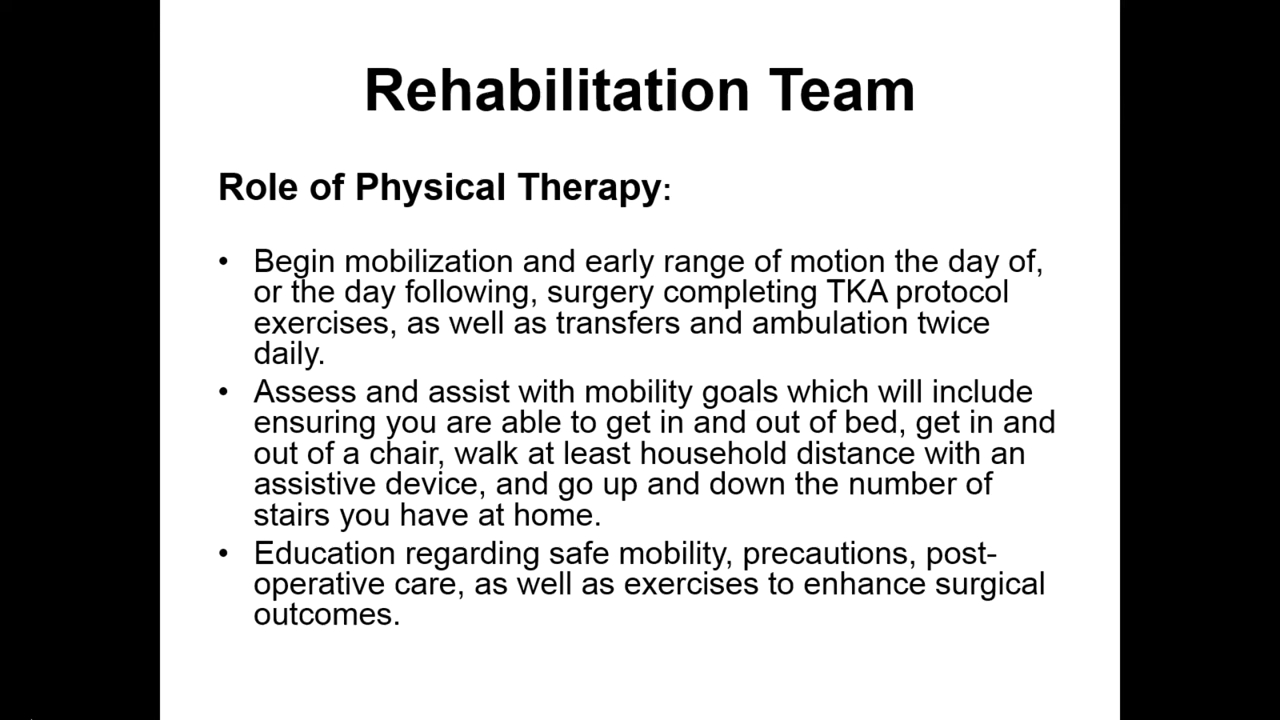 Rehabilitation Team
Role of Physical Therapy:
• Begin mobilization and early range of motion the day of,
or the day following, surgery completing TKA protocol
exercises, as well as transfers and ambulation twice
daily.
• Assess and assist with mobility goals which will include
ensuring you are able to get in and out of bed, get in and
out of a chair, walk at least household distance with an
assistive device, and go up and down the number of
stairs you have at home.
• Education regarding safe mobility, precautions, post-
operative care, as well as exercises to enhance surgical
outcomes.